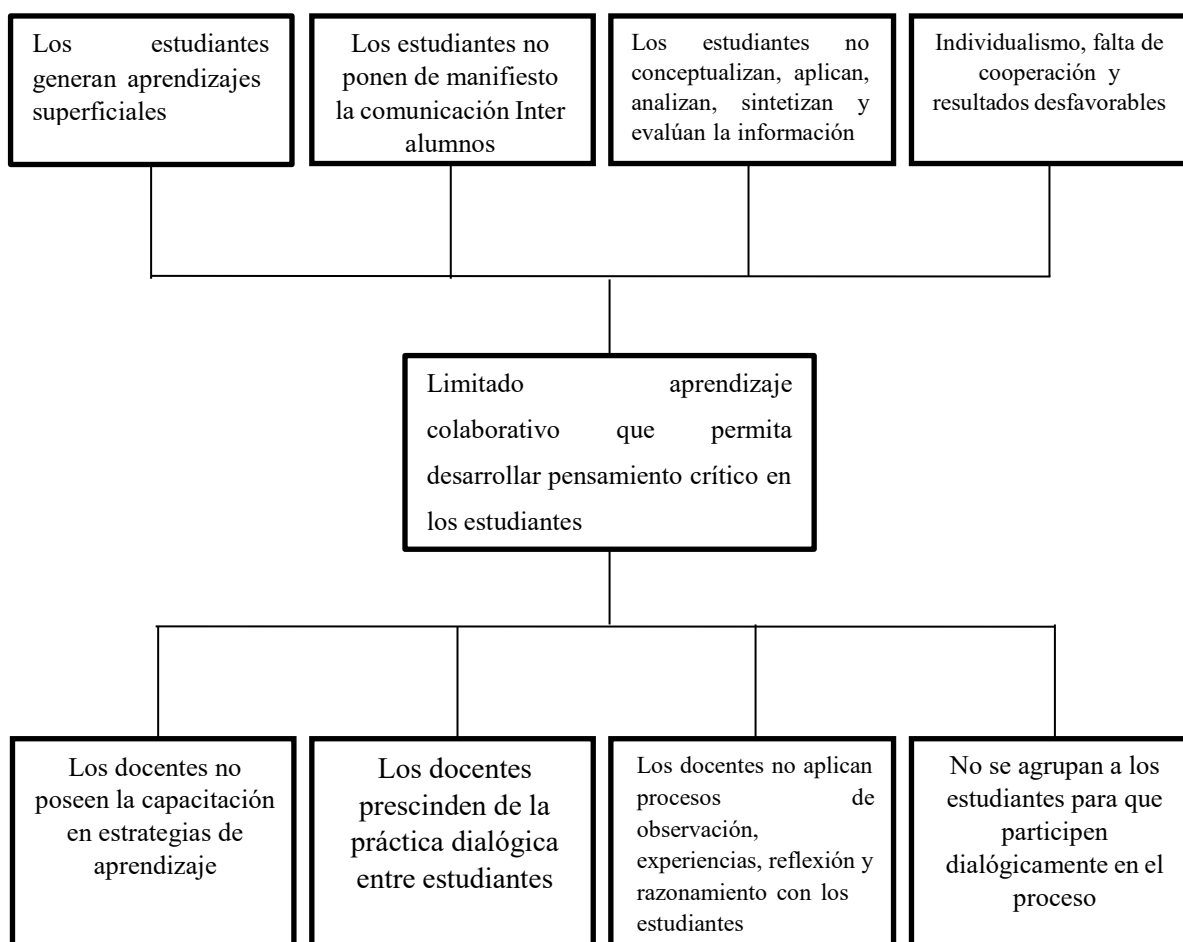 Los estudiantes
generan aprendizajes
superficiales
Los estudiantes no
ponen de manifiesto
la comunicación Inter
alumnos
Los estudiantes no
conceptualizan, aplican,
analizan, sintetizan y
evalúan la información
Individualismo, falta de
cooperación y
resultados desfavorables
Limitado aprendizaje
colaborativo que permita
desarrollar pensamiento crítico en
los estudiantes
Los docentes no
poseen la capacitación
en estrategias de
aprendizaje
Los docentes
prescinden de la
práctica dialógica
entre estudiantes
Los docentes no aplican
procesos de
observación,
experiencias, reflexión y
razonamiento con los
estudiantes
No se agrupan a los
estudiantes para que
participen
dialógicamente en el
proceso